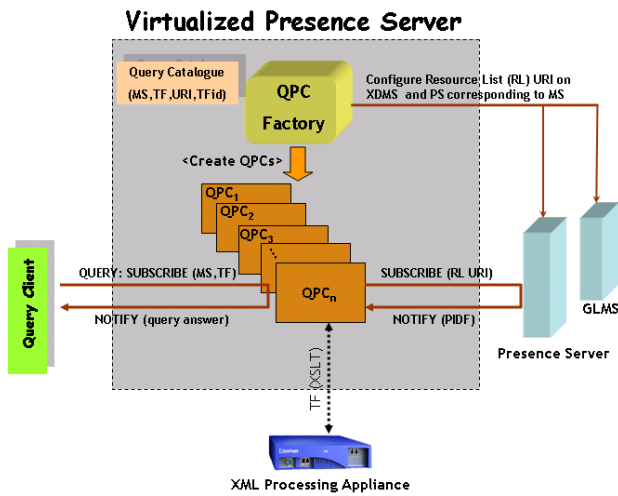 Virtualized Presence Server
Query Catalogue
(MS,TF,URI,TFid)
QPC
Factory
Configure Resource List (RL) URI on
XDMS and PS corresponding to MS
<Create QPCs>
QPC1
QPC2
QPC3
...
QPCn
Query Client
QUERY: SUBSCRIBE (MS,TF)
NOTIFY (query answer)
SUBSCRIBE (RL URI)
NOTIFY (PIDF)
GLMS
Presence Server
TF (XSLT)
XML Processing Appliance